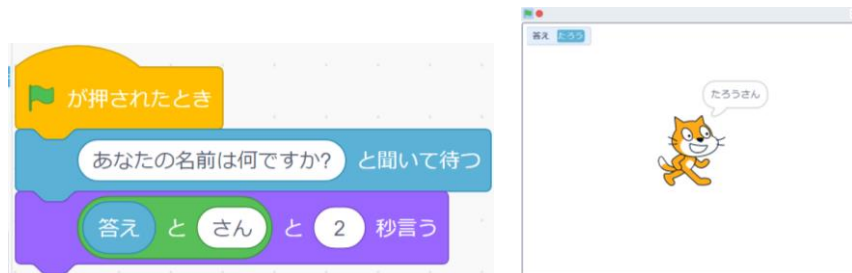 が押されたとき
あなたの名前は何ですか? と聞いて待つ
答え と さん と 2 秒言う
答え たろう
たろうさん